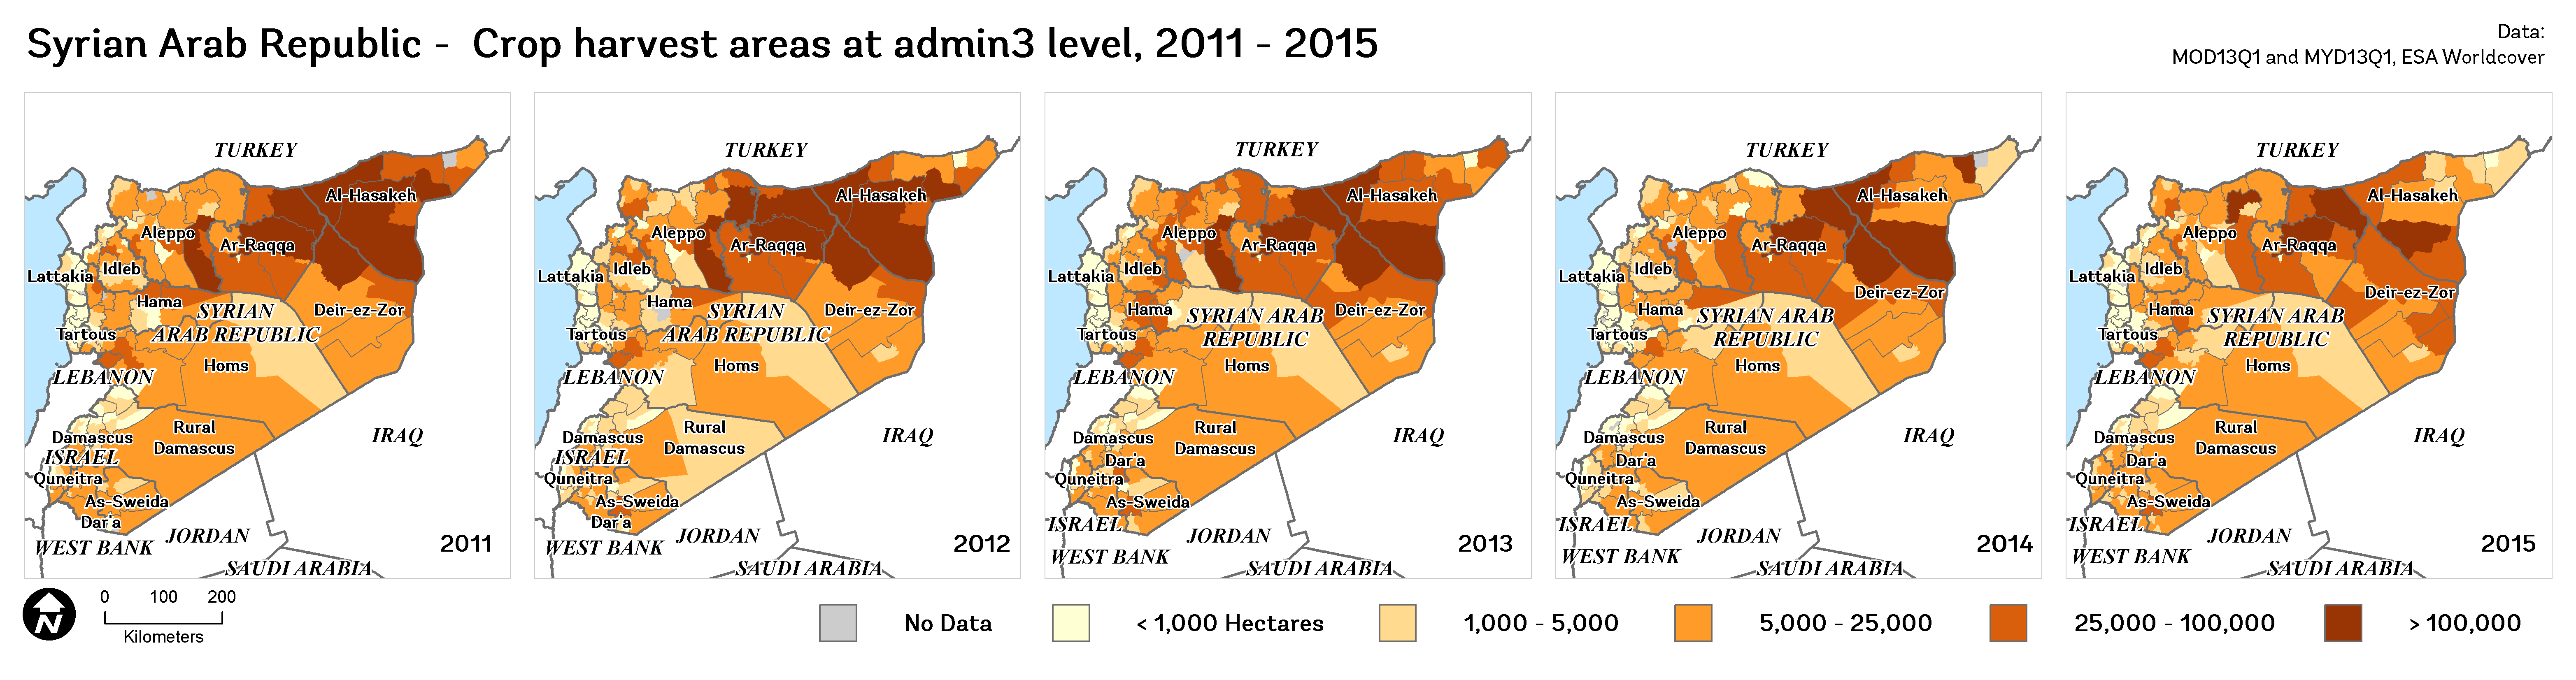 Syrian Arab Republic -  Crop harvest areas at admin3 level, 2011 - 2015
Data:
MOD13Q1 and MYD13Q1, ESA Worldcover
TURKEY
Al-Hasakeh
Aleppo
Ar-Raqqa
Lattakia
Idleb
Hama
SYRIAN
Deir-ez-Zor
Tartous
ARAB REPUBLIC
Homs
LEBANON
Rural
Damascus
Damascus
IRAQ
ISRAEL
Quneitra
As-Sweida
Dar'a
JORDAN
WEST BANK
2011
SAUDI ARABIA
TURKEY
Al-Hasakeh
Aleppo
Ar-Raqqa
Lattakia
Idleb
Hama
SYRIAN
Deir-ez-Zor
Tartous
ARAB REPUBLIC
Homs
LEBANON
Rural
Damascus
Damascus
IRAQ
ISRAEL
Quneitra
As-Sweida
Dar'a
JORDAN
WEST BANK
2012
SAUDI ARABIA
TURKEY
Al-Hasakeh
Aleppo
Ar-Raqqa
Lattakia
Idleb
Hama
SYRIAN ARAB
Deir-ez-Zor
Tartous
REPUBLIC
Homs
LEBANON
Rural
Damascus
Damascus
IRAQ
Dar'a
Quneitra
As-Sweida
ISRAEL
JORDAN
WEST BANK
2013
SAUDI ARABIA
TURKEY
Al-Hasakeh
Aleppo
Ar-Raqqa
Lattakia
Idleb
Deir-ez-Zor
Hama
SYRIAN ARAB
Tartous
REPUBLIC
Homs
LEBANON
Rural
Damascus
Damascus
IRAQ
Dar'a
Quneitra
As-Sweida
ISRAEL
JORDAN
WEST BANK
2014
SAUDI ARABIA
TURKEY
Al-Hasakeh
Aleppo
Ar-Raqqa
Lattakia
Idleb
Deir-ez-Zor
Hama
SYRIAN ARAB
Tartous
REPUBLIC
Homs
LEBANON
Rural
Damascus
Damascus
IRAQ
Dar'a
Quneitra
As-Sweida
ISRAEL
JORDAN
WEST BANK
2015
SAUDI ARABIA
N
0 100 200
Kilometers
No Data
< 1,000 Hectares
1,000 - 5,000
5,000 - 25,000
25,000 - 100,000
> 100,000